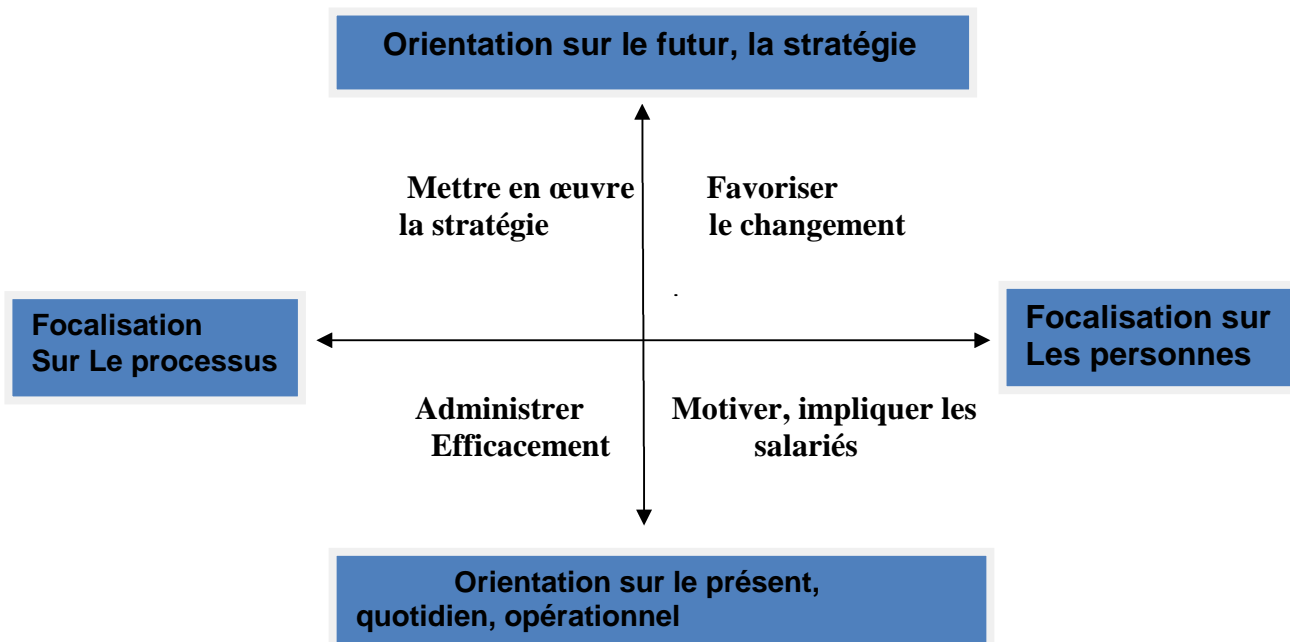 Orientation sur le futur, la stratégie
Mettre en œuvre
la stratégie
Favoriser
le changement
.
Focalisation
Sur Le processus
Focalisation sur
Les personnes
Administrer
Efficacement
Motiver, impliquer les
salariés
Orientation sur le présent,
quotidien, opérationnel